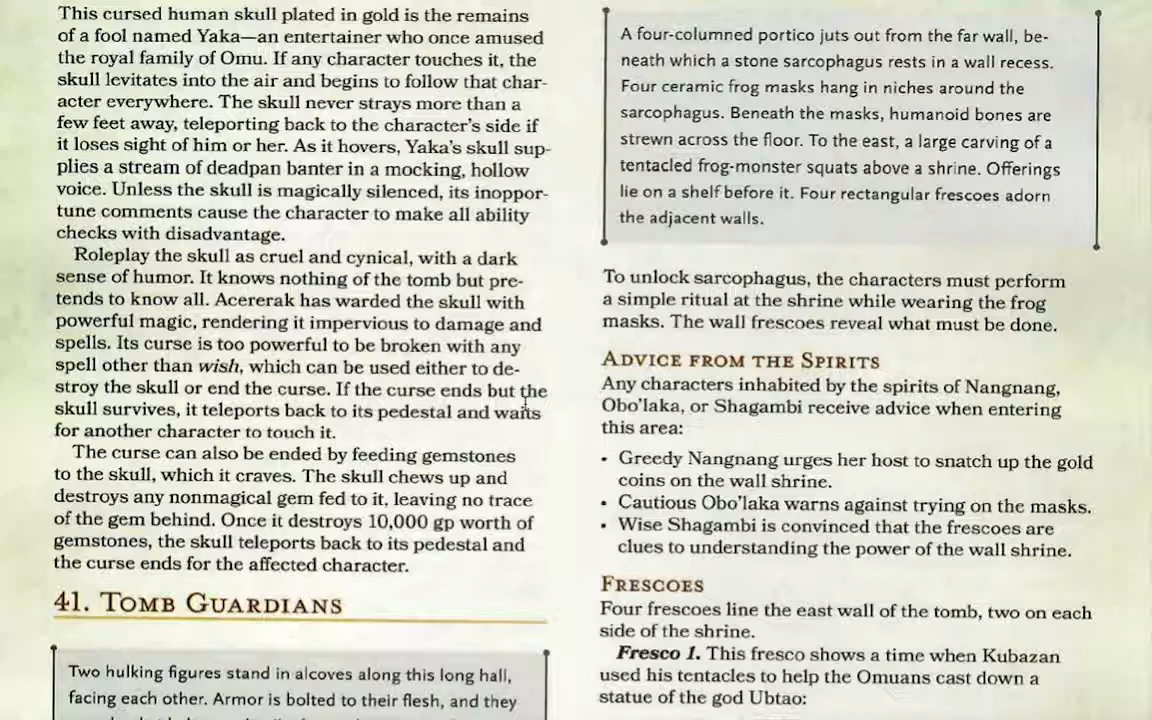 This cursed human skull plated in gold is the remains
of a fool named Yaka—an entertainer who once amused
the royal family of Omu. If any character touches it, the
skull levitates into the air and begins to follow that char-
acter everywhere. The skull never strays more than a
few feet away, teleporting back to the character's side if
it loses sight of him or her. As it hovers, Yaka's skull sup-
plies a stream of deadpan banter in a mocking, hollow
voice. Unless the skull is magically silenced, its inoppor-
tune comments cause the character to make all ability
checks with disadvantage.
Roleplay the skull as cruel and cynical, with a dark
sense of humor. It knows nothing of the tomb but pre-
tends to know all. Acererak has warded the skull with
powerful magic, rendering it impervious to damage and
spells. Its curse is too powerful to be broken with any
spell other than wish, which can be used either to de-
stroy the skull or end the curse. If the curse ends but the
skull survives, it teleports back to its pedestal and waits
for another character to touch it.
The curse can also be ended by feeding gemstones
to the skull, which it craves. The skull chews up and
destroys any nonmagical gem fed to it, leaving no trace
of the gem behind. Once it destroys 10,000 gp worth of
gemstones, the skull teleports back to its pedestal and
the curse ends for the affected character.
41. Tomb Guardians
Two hulking figures stand in alcoves along this long hall,
facing each other. Armor is bolted to their flesh, and they
A four-columned portico juts out from the far wall, be-
neath which a stone sarcophagus rests in a wall recess.
Four ceramic frog masks hang in niches around the
sarcophagus. Beneath the masks, humanoid bones are
strewn across the floor. To the east, a large carving of a
tentacled frog-monster squats above a shrine. Offerings
lie on a shelf before it. Four rectangular frescoes adorn
the adjacent walls.
To unlock sarcophagus, the characters must perform
a simple ritual at the shrine while wearing the frog
masks. The wall frescoes reveal what must be done.
Advice from the Spirits
Any characters inhabited by the spirits of Nangnang,
Obo'laka, or Shagambi receive advice when entering
this area:
• Greedy Nangnang urges her host to snatch up the gold
coins on the wall shrine.
• Cautious Obo'laka warns against trying on the masks.
• Wise Shagambi is convinced that the frescoes are
clues to understanding the power of the wall shrine.
Frescoes
Four frescoes line the east wall of the tomb, two on each
side of the shrine.
Fresco 1. This fresco shows a time when Kubazan
used his tentacles to help the Omuans cast down a
statue of the god Ubtao: